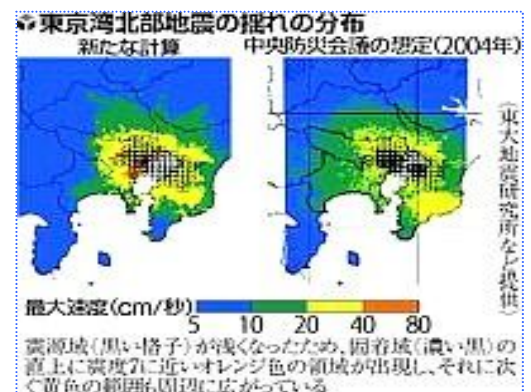 東京湾北部地震の揺れの分布
新たな計算
中央防災会議の想定(2004年)
(東大地震研究所など提供)
最大速度(cm/秒)
5 10 20 40 80
震源域(黒い格子)が浅くなったため、固着域(濃い黒)の
直上に震度7に近いオレンジ色の領域が出現し、それに次
ぐ黄色の範囲も周辺に広がっている